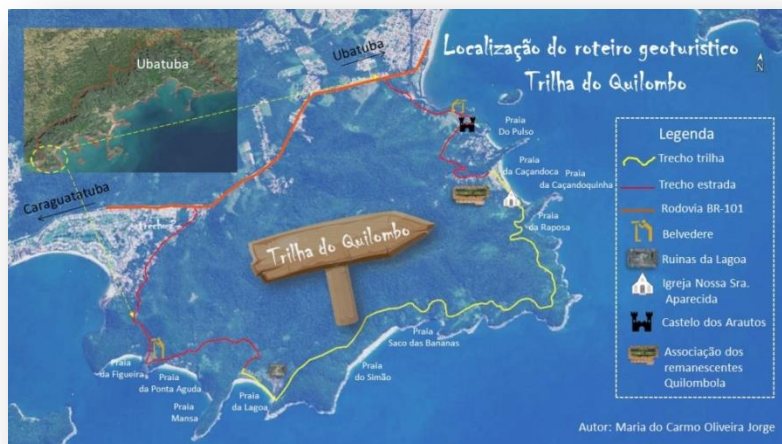 Localização do roteiro geoturistico
Trilha do Quilombo
N
Ubatuba
Ubatuba
Caraguatatuba
Praia
Do Pulso
Praia
da Caçandoca
Praia
da Caçandoquinha
Praia
da Raposa
Trilha do Quilombo
Praia
Saco das Bananas
Praia
do Simão
Praia
da Lagoa
Praia
Mansa
Praia
da Ponta Aguda
Praia
da Figueira
Legenda
Trecho trilha
Trecho estrada
Rodovia BR-101
Belvedere
Ruinas da Lagoa
Igreja Nossa Sra.
Aparecida
Castelo dos Arautos
Associação dos
remanescentes
Quilombola
Autor: Maria do Carmo Oliveira Jorge